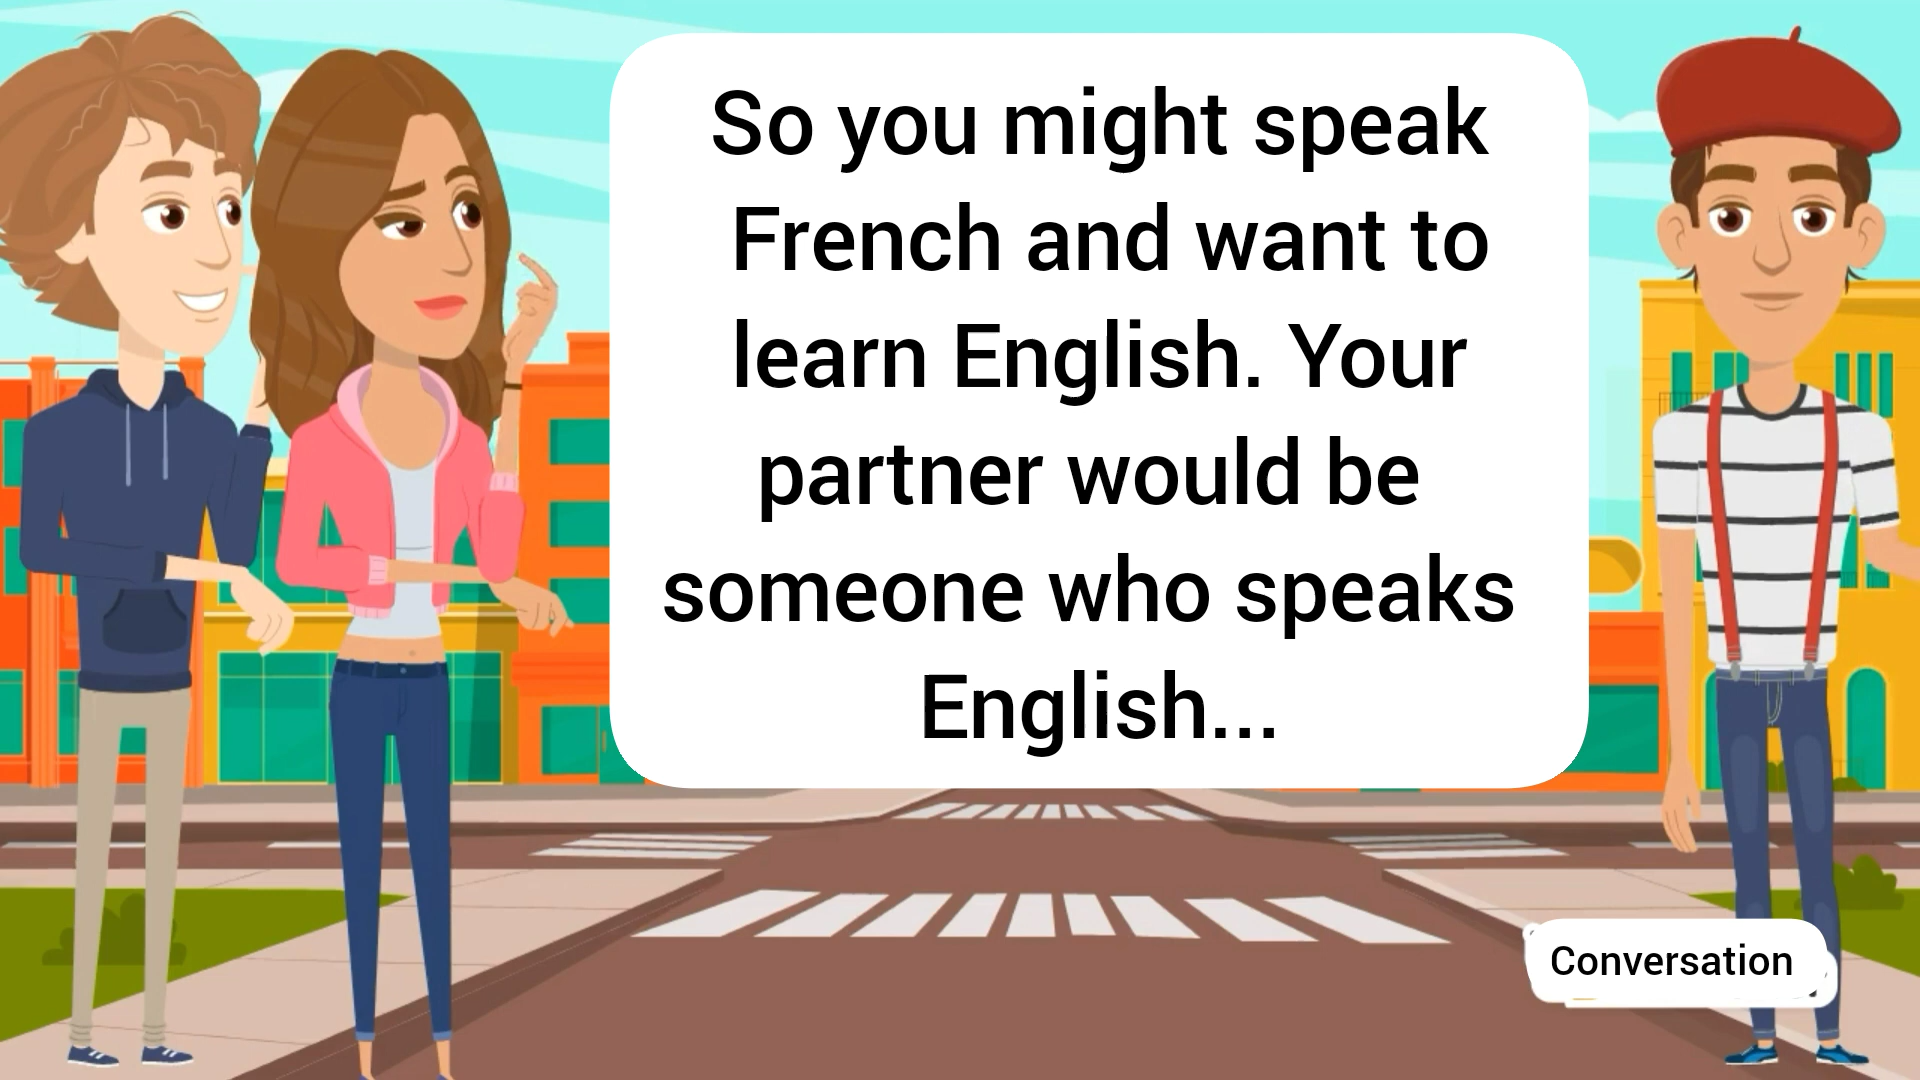 So you might speak
French and want to
learn English. Your
partner would be
someone who speaks
English...
Conversation